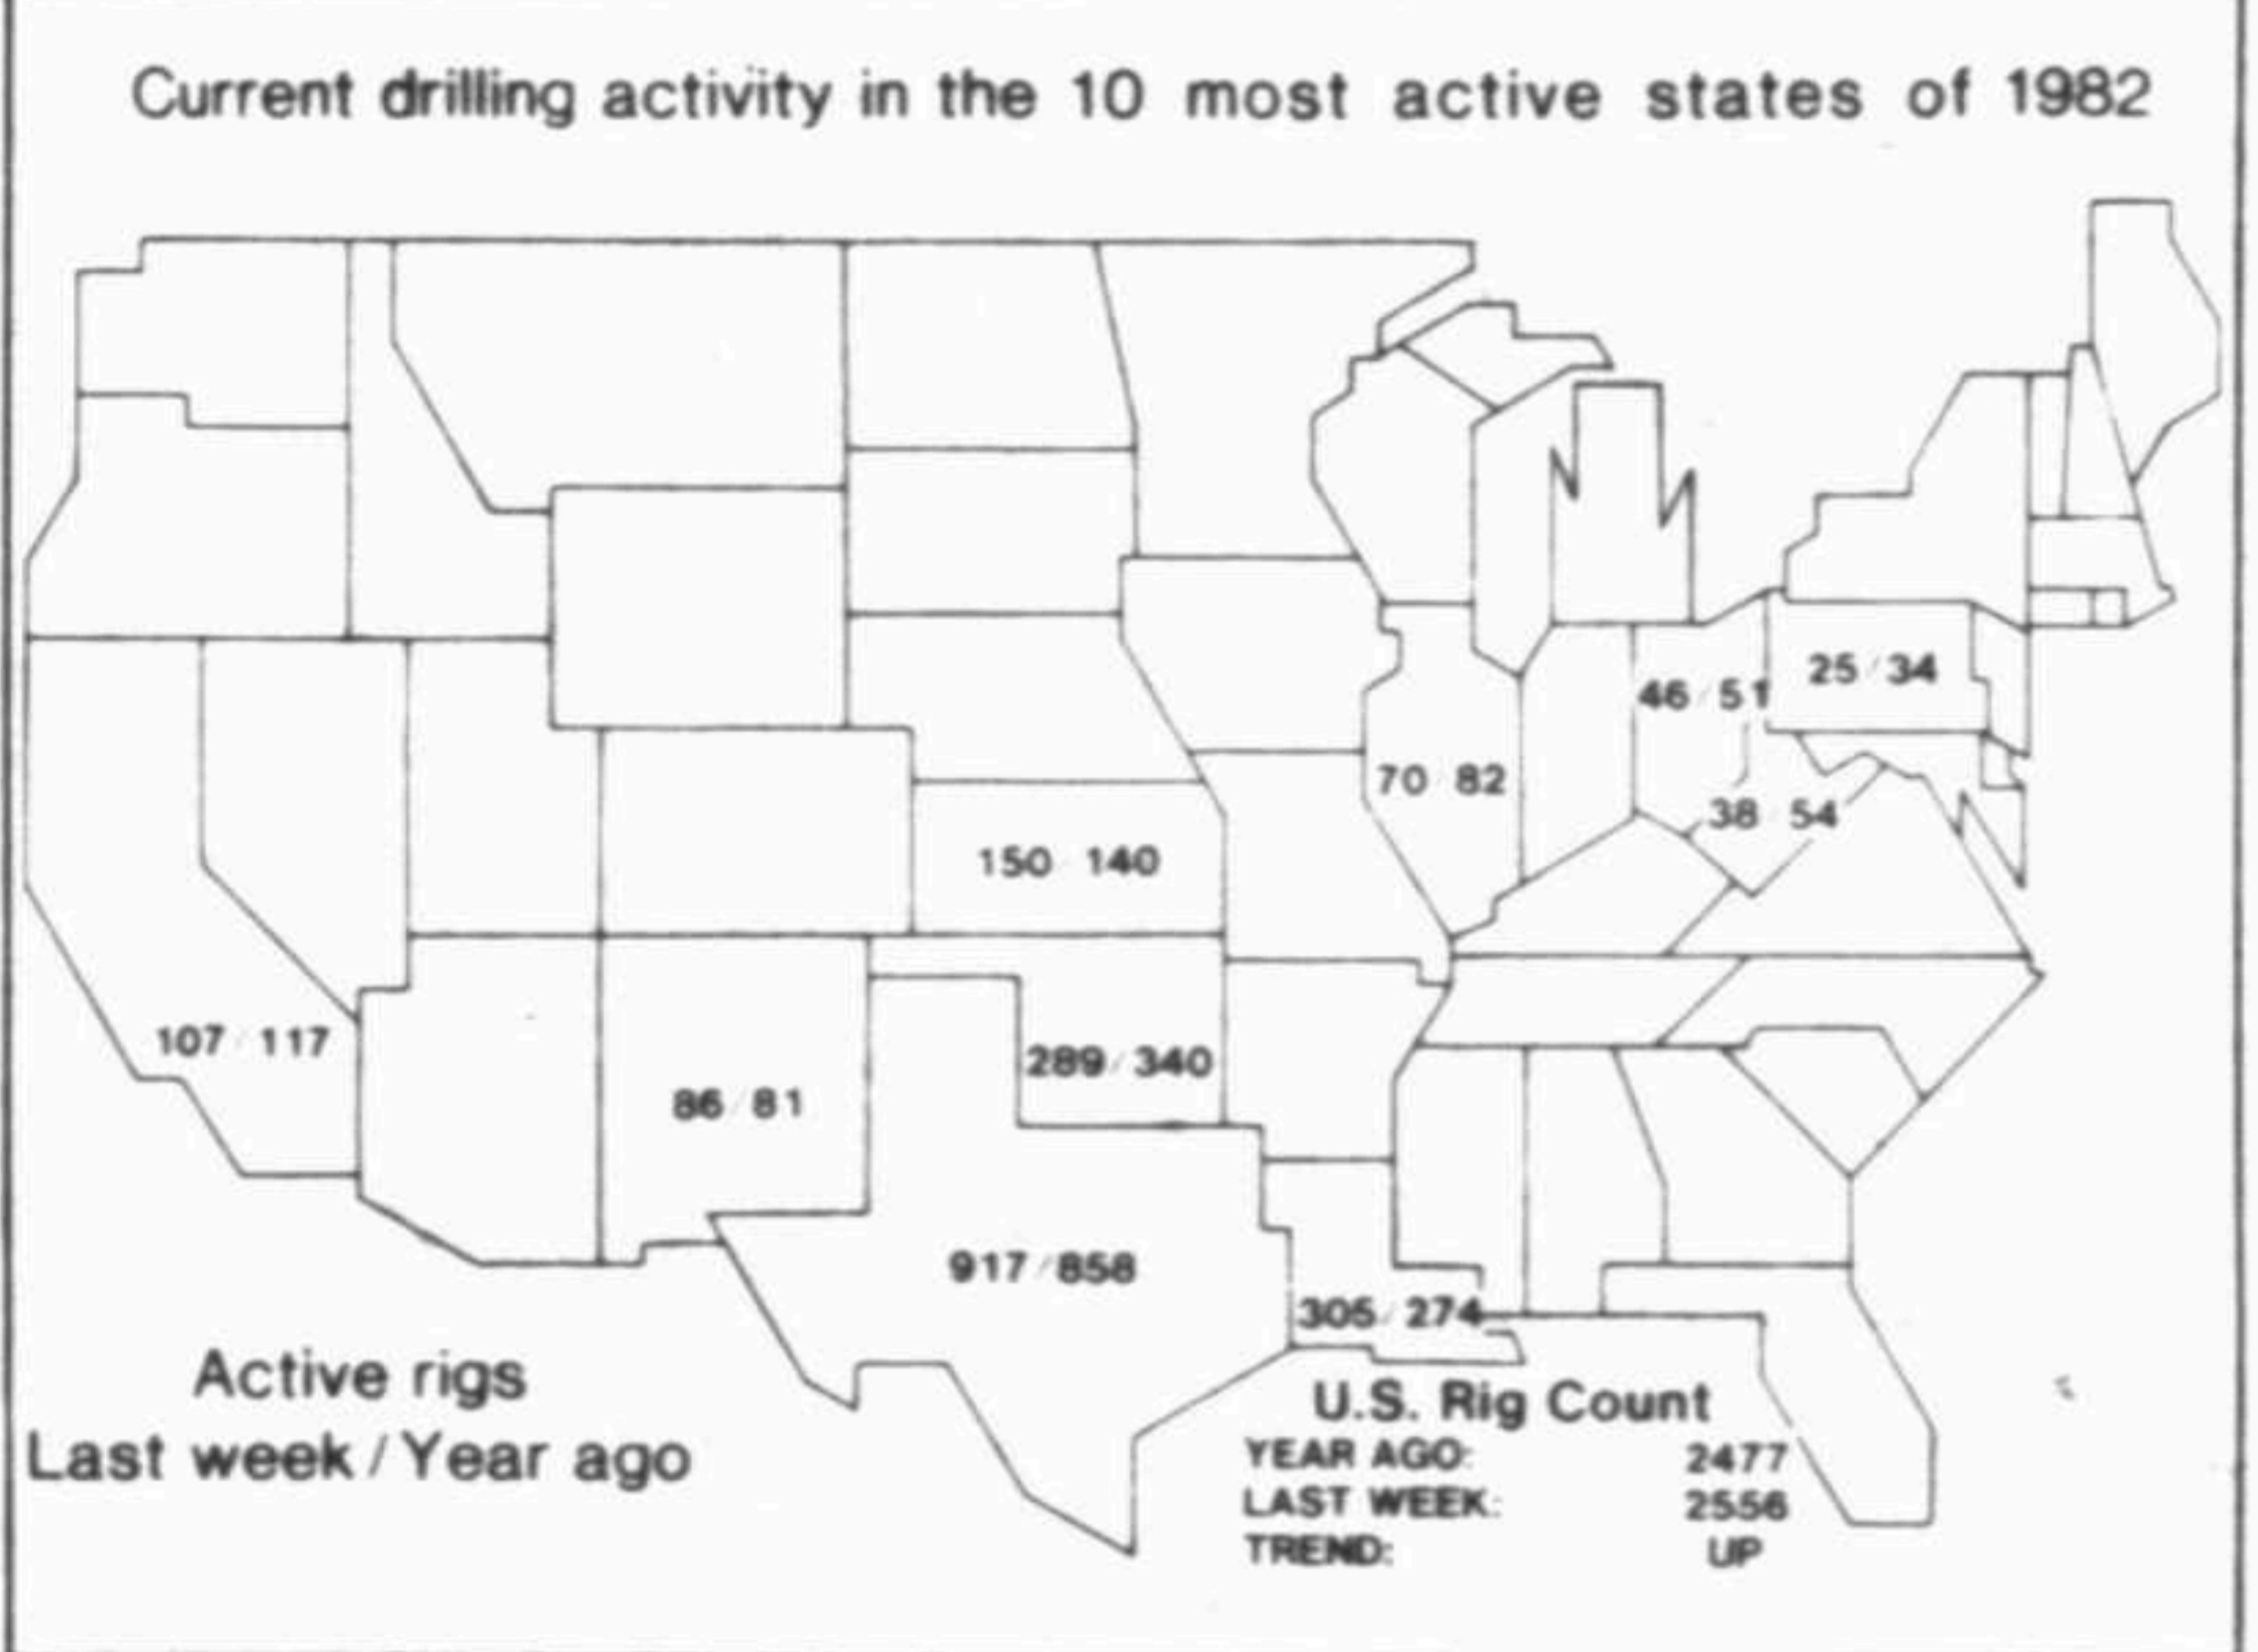 Current drilling activity in the 10 most active states of 1982
25/34
46/51
70 82
38 54
150 140
107/117
289/340
86/81
917/858
305/274
Active rigs
Last week/Year ago
U.S. Rig Count
YEAR AGO: 2477
LAST WEEK: 2556
TREND: UP